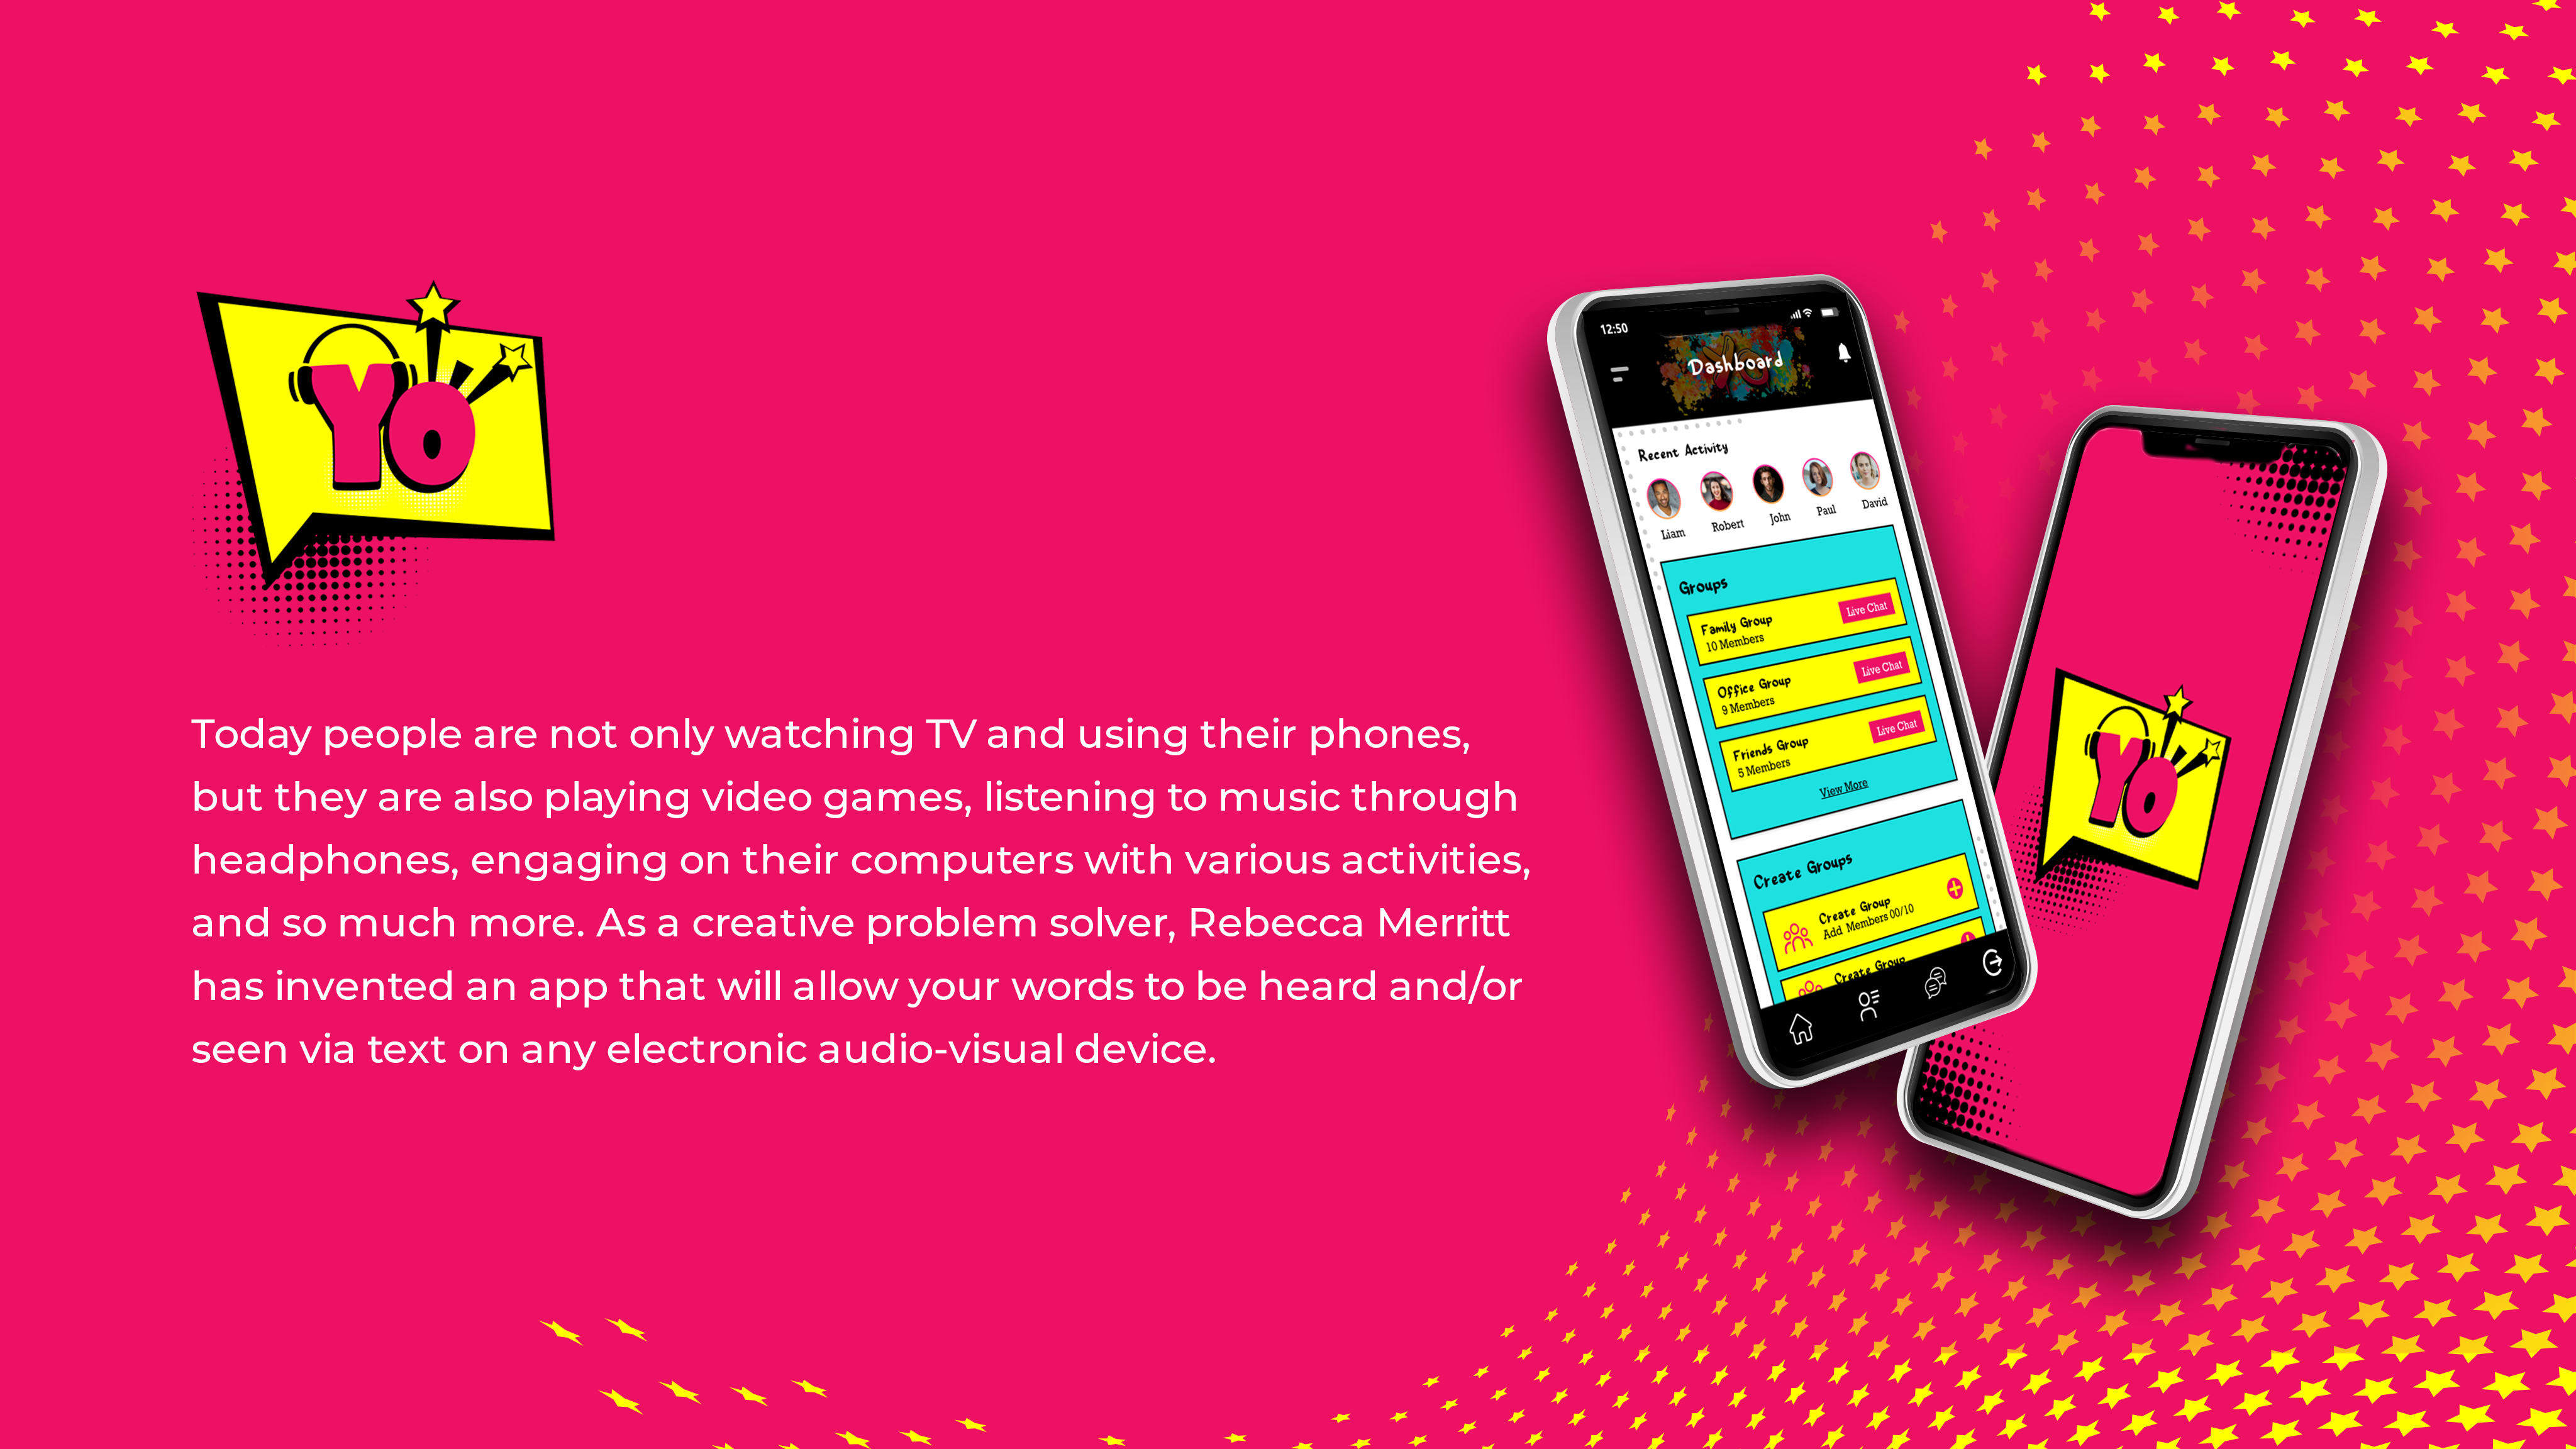 YO
Today people are not only watching TV and using their phones,
but they are also playing video games, listening to music through
headphones, engaging on their computers with various activities,
and so much more. As a creative problem solver, Rebecca Merritt
has invented an app that will allow your words to be heard and/or
seen via text on any electronic audio-visual device.
12:50
Dashboard
Recent Activity
Liam Robert John Paul David
Groups
Family Group
10 Members
Live Chat
Office Group
9 Members
Live Chat
Friends Group
5 Members
Live Chat
View More
Create Groups
Create Group
Add Members 00/10
Create Group
YO